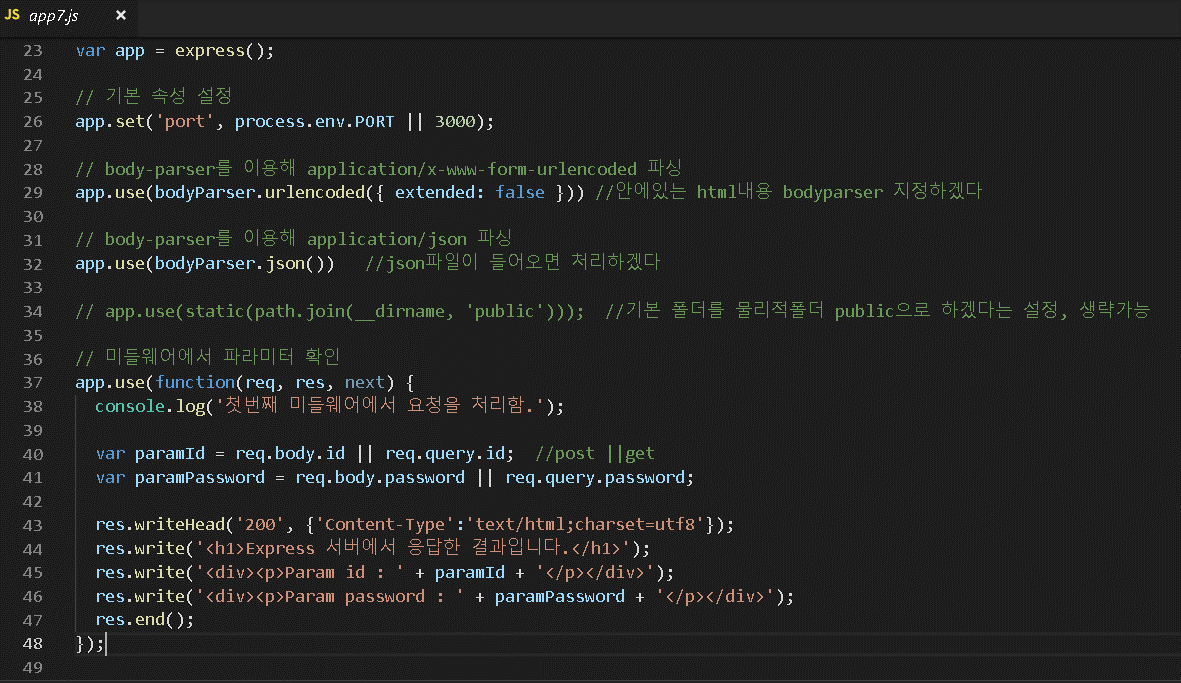 JS app7.js ×
23 var app = express();
24
25 // 기본 속성 설정
26 app.set('port', process.env.PORT || 3000);
27
28 // body-parser를 이용해 application/x-www-form-urlencoded 파싱
29 app.use(bodyParser.urlencoded({ extended: false })) //안에있는 html내용 bodyparser 지정하겠다
30
31 // body-parser를 이용해 application/json 파싱
32 app.use(bodyParser.json())   //json파일이 들어오면 처리하겠다
33
34 // app.use(static(path.join(__dirname, 'public')));  //기본 폴더를 물리적폴더 public으로 하겠다는 설정, 생략가능
35
36 // 미들웨어에서 파라미터 확인
37 app.use(function(req, res, next) {
38   console.log('첫번째 미들웨어에서 요청을 처리함.');
39
40   var paramId = req.body.id || req.query.id;  //post ||get
41   var paramPassword = req.body.password || req.query.password;
42
43   res.writeHead('200', {'Content-Type':'text/html;charset=utf8'});
44   res.write('<h1>Express 서버에서 응답한 결과입니다.</h1>');
45   res.write('<div><p>Param id : ' + paramId + '</p></div>');
46   res.write('<div><p>Param password : ' + paramPassword + '</p></div>');
47   res.end();
48 });
49